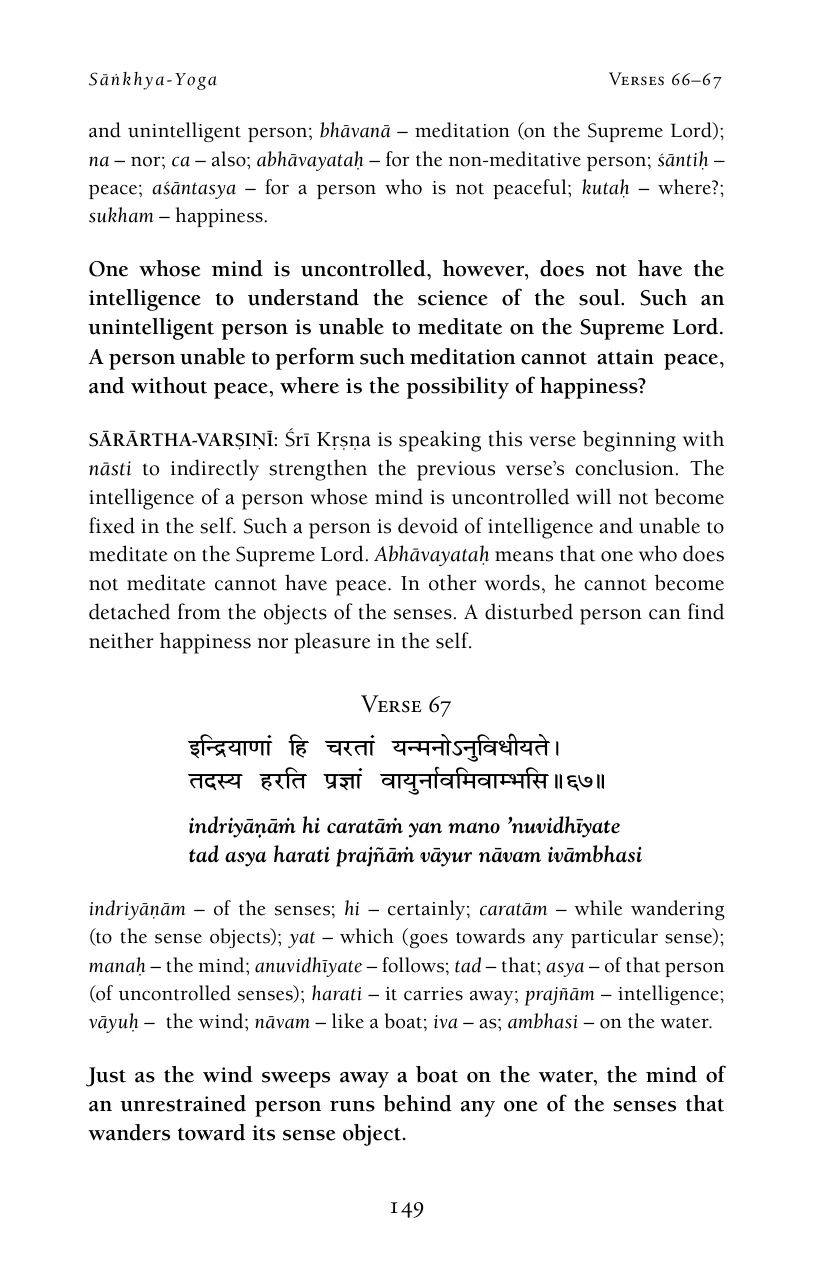 Sāṅkhya-Yoga Verses 66–67
and unintelligent person; bhāvanā – meditation (on the Supreme Lord);
na – nor; ca – also; abhāvayataḥ – for the non-meditative person; śāntiḥ –
peace; aśāntasya – for a person who is not peaceful; kutaḥ – where?;
sukham – happiness.
One whose mind is uncontrolled, however, does not have the
intelligence to understand the science of the soul. Such an
unintelligent person is unable to meditate on the Supreme Lord.
A person unable to perform such meditation cannot attain peace,
and without peace, where is the possibility of happiness?
SĀRĀRTHA-VARṢIṆĪ: Śrī Kṛṣṇa is speaking this verse beginning with
nāsti to indirectly strengthen the previous verse's conclusion. The
intelligence of a person whose mind is uncontrolled will not become
fixed in the self. Such a person is devoid of intelligence and unable to
meditate on the Supreme Lord. Abhāvayataḥ means that one who does
not meditate cannot have peace. In other words, he cannot become
detached from the objects of the senses. A disturbed person can find
neither happiness nor pleasure in the self.
Verse 67
इन्द्रियाणां हि चरतां यन्मनोऽनुविधीयते।
तदस्य हरति प्रज्ञां वायुर्नावमिवाम्भसि॥६७॥
indriyāṇāṁ hi caratāṁ yan mano 'nuvidhīyate
tad asya harati prajñāṁ vāyur nāvam ivāmbhasi
indriyāṇām – of the senses; hi – certainly; caratām – while wandering
(to the sense objects); yat – which (goes towards any particular sense);
manaḥ – the mind; anuvidhīyate – follows; tad – that; asya – of that person
(of uncontrolled senses); harati – it carries away; prajñām – intelligence;
vāyuḥ – the wind; nāvam – like a boat; iva – as; ambhasi – on the water.
Just as the wind sweeps away a boat on the water, the mind of
an unrestrained person runs behind any one of the senses that
wanders toward its sense object.
149